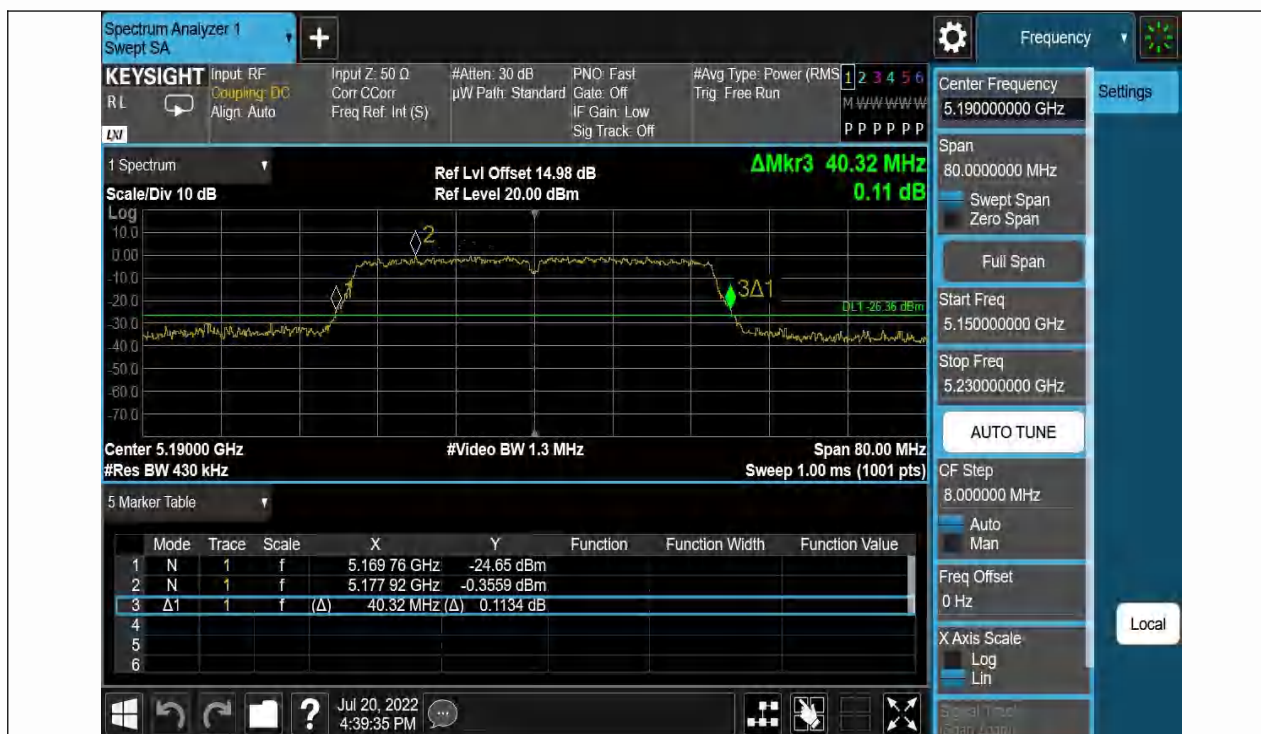 Spectrum Analyzer 1
Swept SA
Frequency
KEYSIGHT
RL
LXI
Input: RF
Coupling: DC
Align: Auto
Input Z: 50 Ω
Corr CCorr
Freq Ref: Int (S)
#Atten: 30 dB
µW Path: Standard
PNO: Fast
Gate: Off
IF Gain: Low
Sig Track: Off
#Avg Type: Power (RMS
Trig: Free Run
1 2 3 4 5 6
M W W W W W
P P P P P P
Center Frequency
5.190000000 GHz
Settings
Span
80.0000000 MHz
Swept Span
Zero Span
Full Span
Start Freq
5.150000000 GHz
Stop Freq
5.230000000 GHz
AUTO TUNE
CF Step
8.000000 MHz
Auto
Man
Freq Offset
0 Hz
X Axis Scale
Log
Lin
Local
1 Spectrum
Scale/Div 10 dB
Ref Lvl Offset 14.98 dB
Ref Level 20.00 dBm
ΔMkr3 40.32 MHz
0.11 dB
Log
10.0
0.00
-10.0
-20.0
-30.0
-40.0
-50.0
-60.0
-70.0
2
1
3Δ1
DL1 -26.36 dBm
Center 5.19000 GHz
#Res BW 430 kHz
#Video BW 1.3 MHz
Span 80.00 MHz
Sweep 1.00 ms (1001 pts)
5 Marker Table
Mode Trace Scale X Y Function Function Width Function Value
1 N 1 f 5.169 76 GHz -24.65 dBm
2 N 1 f 5.177 92 GHz -0.3559 dBm
3 Δ1 1 f (Δ) 40.32 MHz (Δ) 0.1134 dB
4
5
6
?
Jul 20, 2022
4:39:35 PM